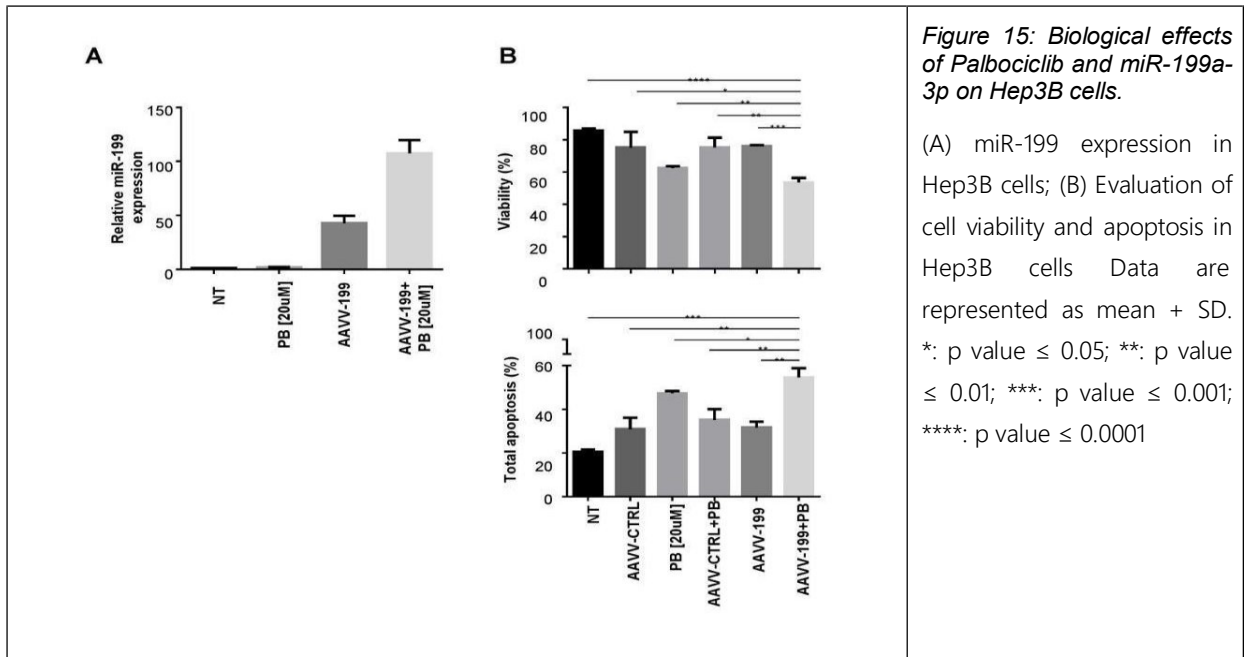 A
Relative miR-199
expression
150
100
50
0
NT
PB [20uM]
AAVV-199
AAVV-199+
PB [20uM]
B
****
*
**
**
***
Viability (%)
100
80
60
40
20
0
***
**
*
**
**
Total apoptosis (%)
100
60
40
20
0
NT
AAVV-CTRL
PB [20uM]
AAVV-CTRL+PB
AAVV-199
AAVV-199+PB
Figure 15: Biological effects
of Palbociclib and miR-199a-
3p on Hep3B cells.
(A) miR-199 expression in
Hep3B cells; (B) Evaluation of
cell viability and apoptosis in
Hep3B cells Data are
represented as mean + SD.
*: p value ≤ 0.05; **: p value
≤ 0.01; ***: p value ≤ 0.001;
****: p value ≤ 0.0001